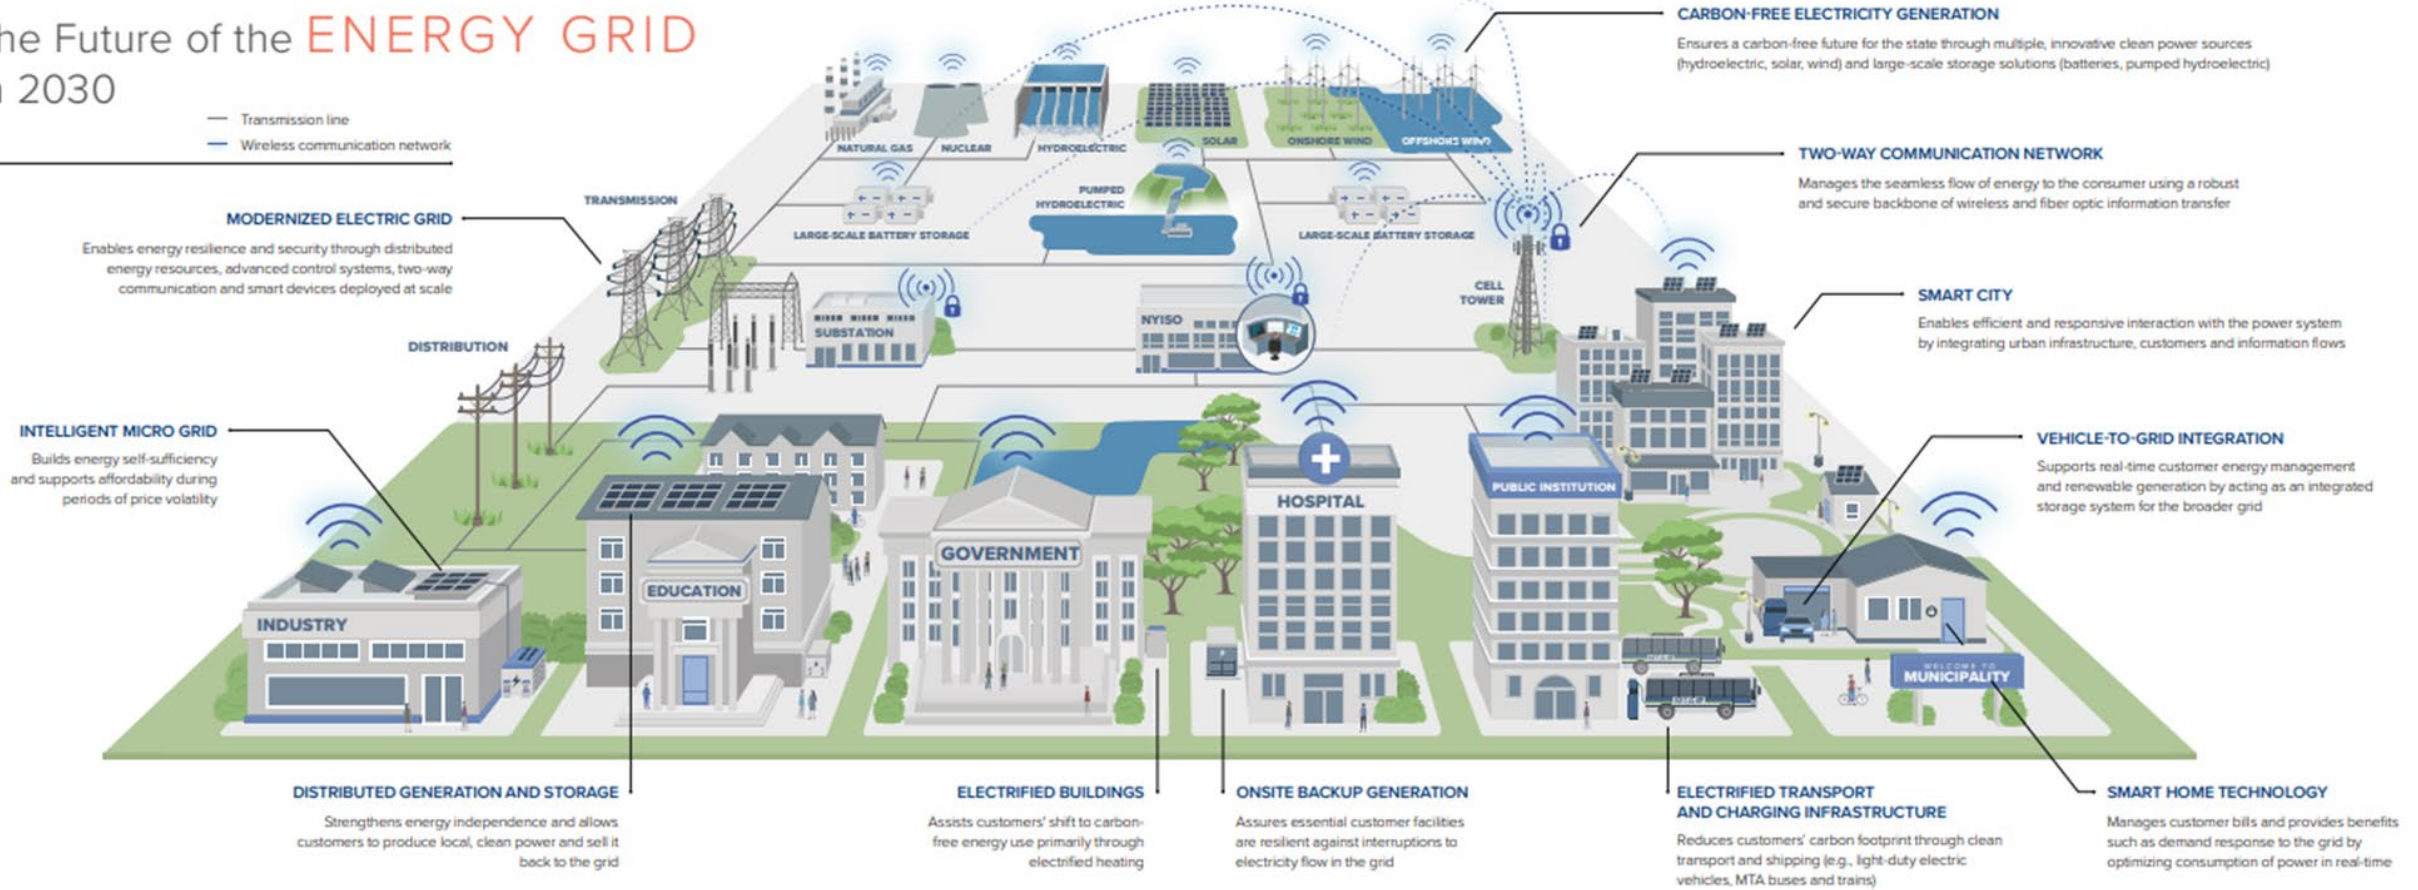 he Future of the ENERGY GRID
2030
Transmission line
Wireless communication network
CARBON-FREE ELECTRICITY GENERATION
Ensures a carbon-free future for the state through multiple, innovative clean power sources
(hydroelectric, solar, wind) and large-scale storage solutions (batteries, pumped hydroelectric)
NATURAL GAS
NUCLEAR
HYDROELECTRIC
SOLAR
ONSHORE WIND
OFFSHORE WIND
TWO-WAY COMMUNICATION NETWORK
Manages the seamless flow of energy to the consumer using a robust
and secure backbone of wireless and fiber optic information transfer
TRANSMISSION
PUMPED
HYDROELECTRIC
LARGE-SCALE BATTERY STORAGE
LARGE-SCALE BATTERY STORAGE
MODERNIZED ELECTRIC GRID
Enables energy resilience and security through distributed
energy resources, advanced control systems, two-way
communication and smart devices deployed at scale
CELL
TOWER
SUBSTATION
NYISO
SMART CITY
Enables efficient and responsive interaction with the power system
by integrating urban infrastructure, customers and information flows
DISTRIBUTION
INTELLIGENT MICRO GRID
Builds energy self-sufficiency
and supports affordability during
periods of price volatility
VEHICLE-TO-GRID INTEGRATION
Supports real-time customer energy management
and renewable generation by acting as an integrated
storage system for the broader grid
INDUSTRY
EDUCATION
GOVERNMENT
HOSPITAL
PUBLIC INSTITUTION
WELCOME TO
MUNICIPALITY
DISTRIBUTED GENERATION AND STORAGE
Strengthens energy independence and allows
customers to produce local, clean power and sell it
back to the grid
ELECTRIFIED BUILDINGS
Assists customers' shift to carbon-
free energy use primarily through
electrified heating
ONSITE BACKUP GENERATION
Assures essential customer facilities
are resilient against interruptions to
electricity flow in the grid
ELECTRIFIED TRANSPORT
AND CHARGING INFRASTRUCTURE
Reduces customers' carbon footprint through clean
transport and shipping (e.g., light-duty electric
vehicles, MTA buses and trains)
SMART HOME TECHNOLOGY
Manages customer bills and provides benefits
such as demand response to the grid by
optimizing consumption of power in real-time